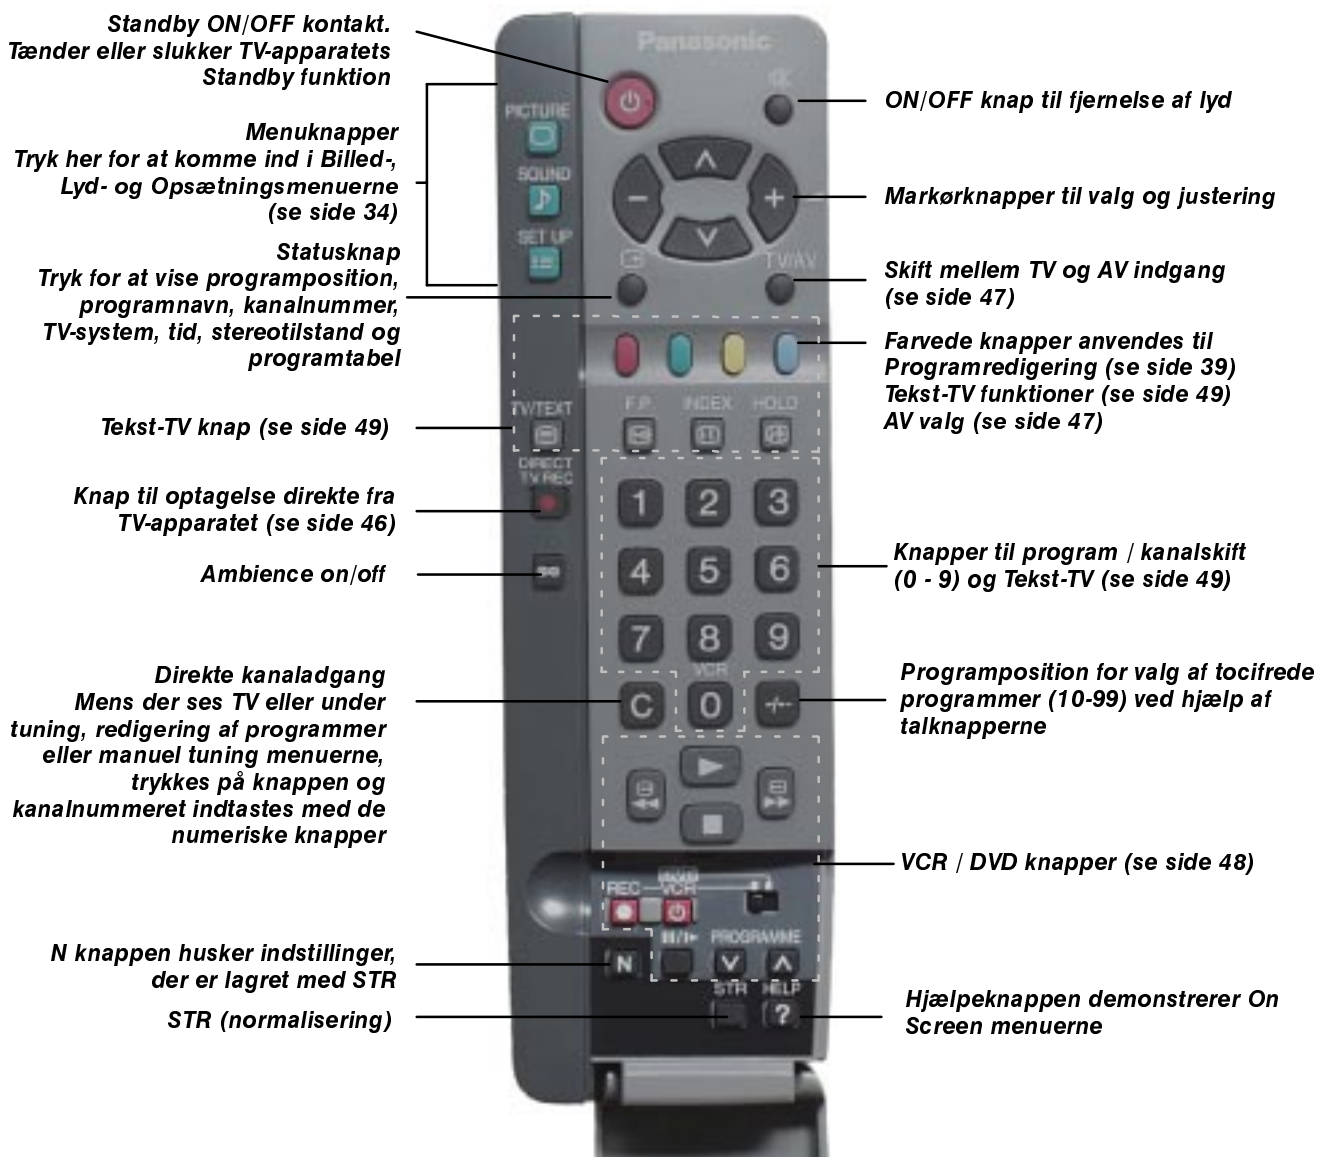 Standby ON/OFF kontakt.
Tænder eller slukker TV-apparatets
Standby funktion
Menuknapper
Tryk her for at komme ind i Billed-,
Lyd- og Opsætningsmenuerne
(se side 34)
Statusknap
Tryk for at vise programposition,
programnavn, kanalnummer,
TV-system, tid, stereotilstand og
programtabel
Tekst-TV knap (se side 49)
Knap til optagelse direkte fra
TV-apparatet (se side 46)
Ambience on/off
Direkte kanaladgang
Mens der ses TV eller under
tuning, redigering af programmer
eller manuel tuning menuerne,
trykkes på knappen og
kanalnummeret indtastes med de
numeriske knapper
N knappen husker indstillinger,
der er lagret med STR
STR (normalisering)
Panasonic
PICTURE
SOUND
SET UP
TV/AV
TV/TEXT
F.P.
INDEX
HOLD
DIRECT
TV REC
1 2 3
4 5 6
7 8 9
VCR
C 0 -/--
REC VCR
PROGRAMME
N
STR HELP
?
ON/OFF knap til fjernelse af lyd
Markørknapper til valg og justering
Skift mellem TV og AV indgang
(se side 47)
Farvede knapper anvendes til
Programredigering (se side 39)
Tekst-TV funktioner (se side 49)
AV valg (se side 47)
Knapper til program / kanalskift
(0 - 9) og Tekst-TV (se side 49)
Programposition for valg af tocifrede
programmer (10-99) ved hjælp af
talknapperne
VCR / DVD knapper (se side 48)
Hjælpeknappen demonstrerer On
Screen menuerne